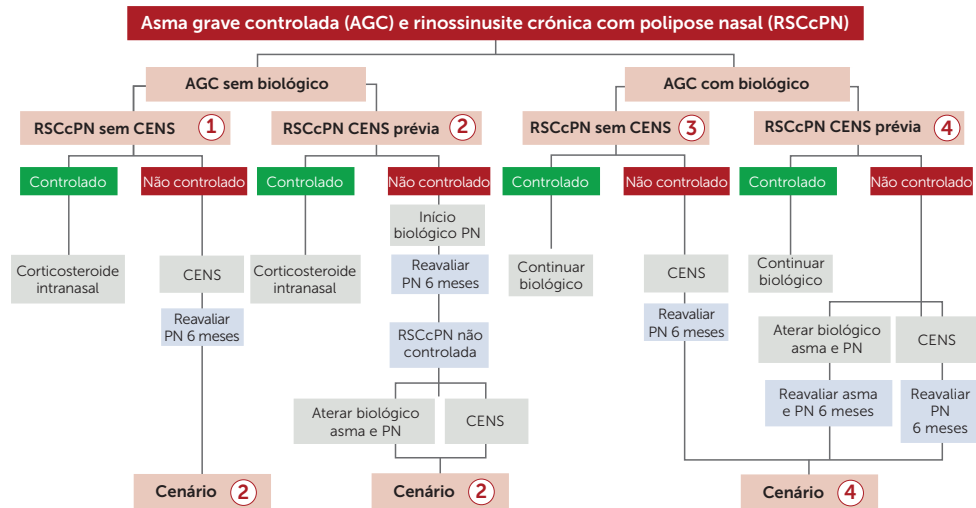 Asma grave controlada (AGC) e rinossinusite crónica com polipose nasal (RSCcPN)
AGC sem biológico
AGC com biológico
RSCcPN sem CENS 1
RSCcPN CENS prévia 2
RSCcPN sem CENS 3
RSCcPN CENS prévia 4
Controlado
Não controlado
Controlado
Não controlado
Controlado
Não controlado
Controlado
Não controlado
Corticosteroide
intranasal
CENS
Reavaliar
PN 6 meses
Corticosteroide
intranasal
Início
biológico PN
Reavaliar
PN 6 meses
RSCcPN não
controlada
Aterar biológico
asma e PN
CENS
Continuar
biológico
CENS
Reavaliar
PN 6 meses
Continuar
biológico
Aterar biológico
asma e PN
Reavaliar asma
e PN 6 meses
CENS
Reavaliar
PN
6 meses
Cenário 2
Cenário 2
Cenário 4